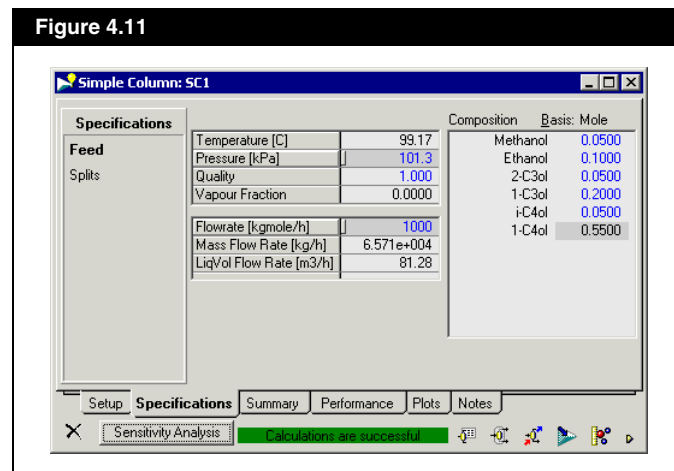 Figure 4.11
Simple Column: SC1
Specifications
Feed
Splits
Temperature [C] 99.17
Pressure [kPa] 101.3
Quality 1.000
Vapour Fraction 0.0000
Flowrate [kgmole/h] 1000
Mass Flow Rate [kg/h] 6.571e+004
LiqVol Flow Rate [m3/h] 81.28
Composition Basis: Mole
Methanol 0.0500
Ethanol 0.1000
2-C3ol 0.0500
1-C3ol 0.2000
i-C4ol 0.0500
1-C4ol 0.5500
Setup Specifications Summary Performance Plots Notes
Sensitivity Analysis Calculations are successful